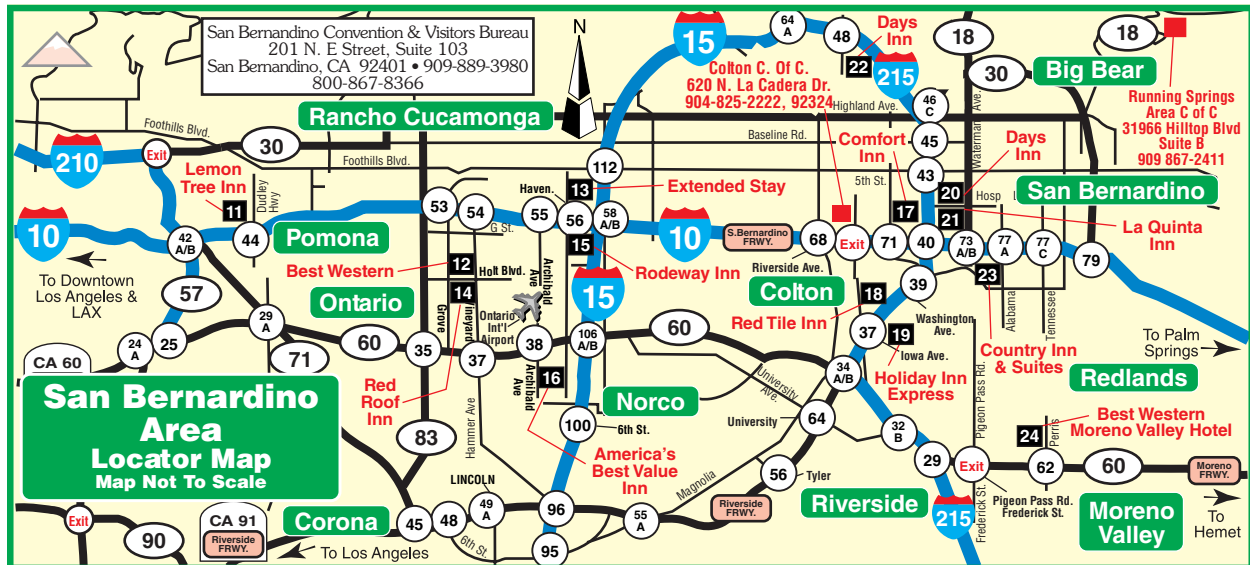 San Bernardino Convention & Visitors Bureau
201 N. E Street, Suite 103
San Bernardino, CA 92401 • 909-889-3980
800-867-8366
N
15
64
A
48
Days
Inn
22
215
18
30
18
Big Bear
Running Springs
Area C of C
31966 Hilltop Blvd
Suite B
909 867-2411
Colton C. Of C.
620 N. La Cadera Dr.
904-825-2222, 92324
Highland Ave.
46
C
Waterman Ave.
Rancho Cucamonga
Foothills Blvd.
Baseline Rd.
45
210
Exit
30
Foothills Blvd.
112
Comfort
Inn
5th St.
43
Days
Inn
Lemon
Tree Inn
11
Dudley
Hwy
Haven.
13
Extended Stay
17
20
Hosp
San Bernardino
21
La Quinta
Inn
10
42
A/B
44
Pomona
53
54
G St.
55
56
58
A/B
10
S.Bernardino
FRWY.
68
Exit
71
40
73
A/B
77
A
77
C
79
15
Rodeway Inn
Riverside Ave.
Colton
To Downtown
Los Angeles &
LAX
57
Best Western
12
Holt Blvd.
Archibald
Ave
15
23
39
Ontario
14
Vineyard
Grove
Ontario
Int'l
Airport
Red Tile Inn
18
Washington
Ave.
Alabama
Tennessee
29
A
24
A
25
71
60
35
37
38
106
A/B
60
37
19
Iowa Ave.
Country Inn
& Suites
To Palm
Springs
CA 60
Holiday Inn
Express
Redlands
Red
Roof
Inn
16
Archibald
Ave
34
A/B
University
Ave.
Pigeon Pass Rd.
San Bernardino
Area
Locator Map
Map Not To Scale
Norco
University
64
Best Western
Moreno Valley Hotel
83
Hammer Ave
100
6th St.
32
B
24
Perris
America's
Best Value
Inn
56
Tyler
29
Exit
62
60
Moreno
FRWY.
Magnolia
Pigeon Pass Rd.
Frederick St.
Frederick St.
LINCOLN
49
A
Riverside
FRWY.
Riverside
215
Moreno
Valley
To
Hemet
Exit
90
CA 91
Riverside
FRWY.
To Los Angeles
Corona
45
48
6th St.
96
55
A
95